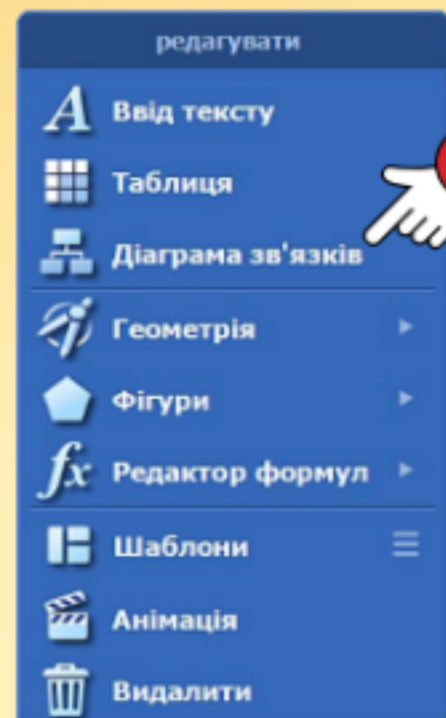 редагувати
Ввід тексту
Таблиця
Діаграма зв'язків
Геометрія
Фігури
Редактор формул
Шаблони
Анімація
Видалити